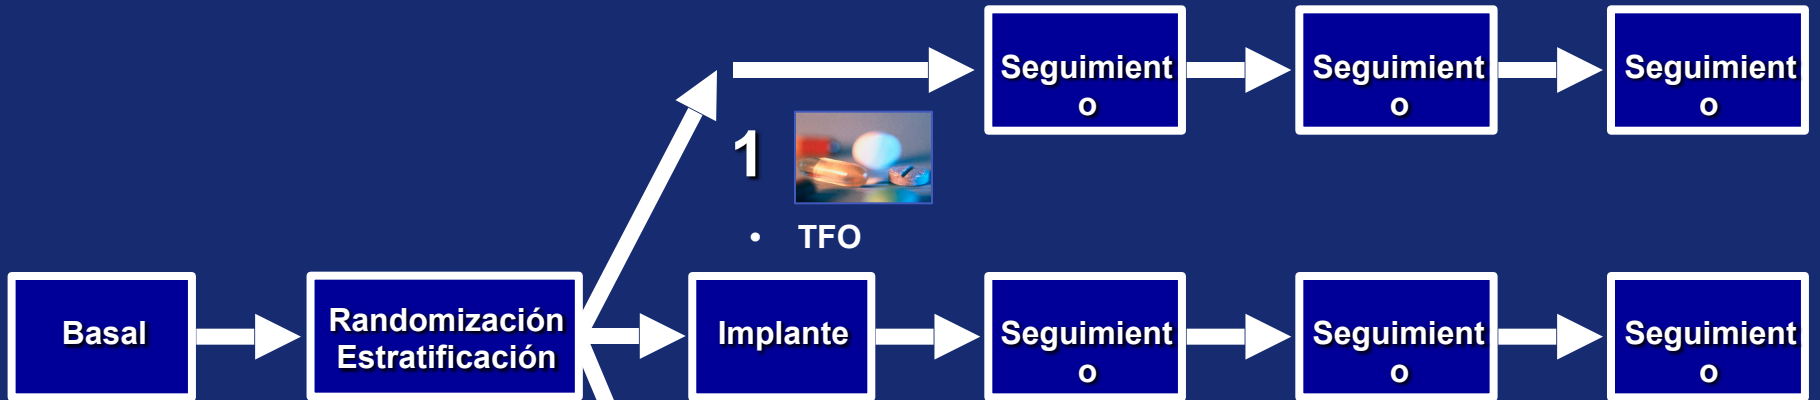 Seguimient
o
Seguimient
o
Seguimient
o
1
• TFO
Basal
Randomización
Estratificación
Implante
Seguimient
o
Seguimient
o
Seguimient
o